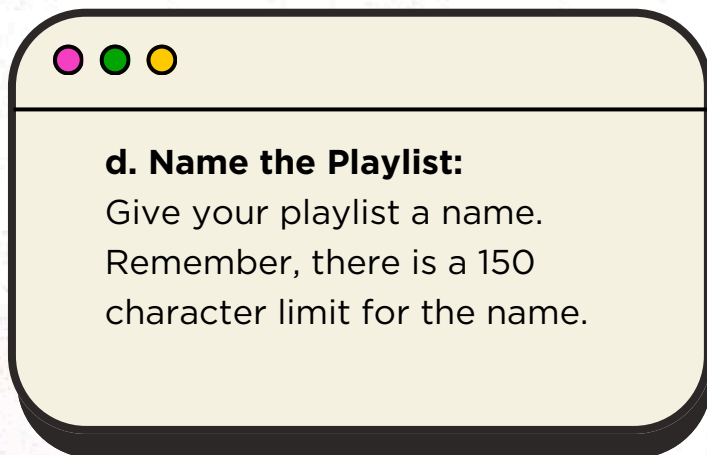 d. Name the Playlist:
Give your playlist a name.
Remember, there is a 150
character limit for the name.